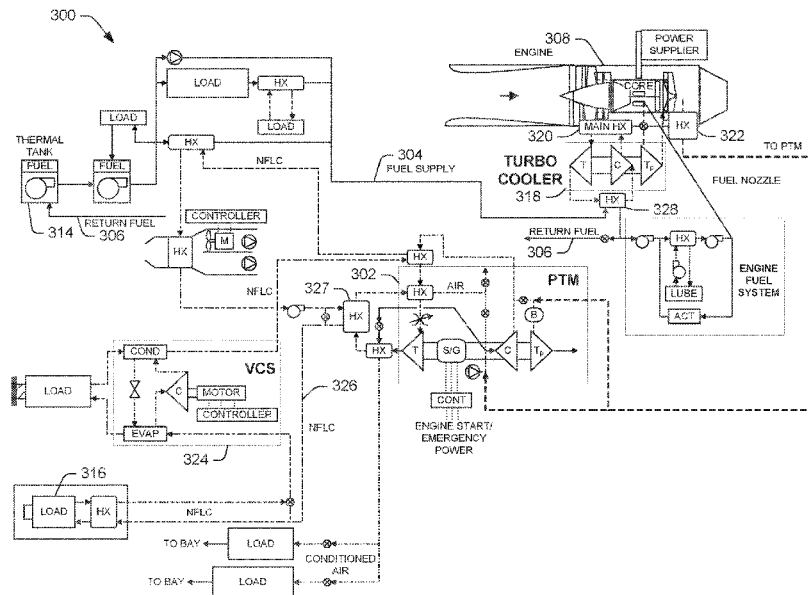 300
ENGINE
308
POWER
SUPPLIER
LOAD
HX
LOAD
CORE
LOAD
320
MAIN HX
HX
322
HX
THERMAL
TANK
FUEL
FUEL
NFLC
304
FUEL SUPPLY
TO PTM
TURBO
COOLER
T
C
Tp
318
FUEL NOZZLE
314
RETURN FUEL
306
CONTROLLER
M
HX
HX
328
RETURN FUEL
306
HX
ENGINE
FUEL
SYSTEM
LUBE
ACT
302
HX
PTM
NFLC
327
HX
HX
AIR
B
HX
T
S/G
C
Tp
COND
VCS
LOAD
C
MOTOR
CONTROLLER
326
CONT
EVAP
324
NFLC
ENGINE START/
EMERGENCY
POWER
316
LOAD
HX
NFLC
TO BAY
LOAD
CONDITIONED
AIR
TO BAY
LOAD